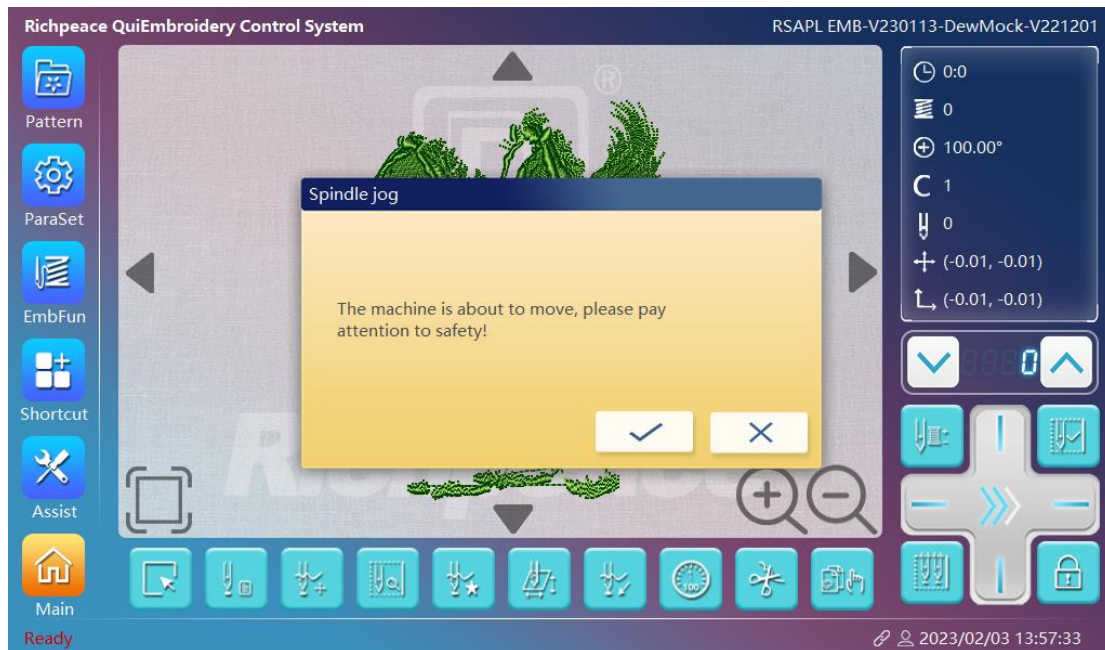 Richpeace QuiEmbroidery Control System
RSAPL EMB-V230113-DewMock-V221201
Pattern
ParaSet
EmbFun
Shortcut
Assist
Main
®
Spindle jog
The machine is about to move, please pay
attention to safety!
0:0
0
100.00°
C 1
0
(-0.01, -0.01)
(-0.01, -0.01)
0
100
Ready
2023/02/03 13:57:33